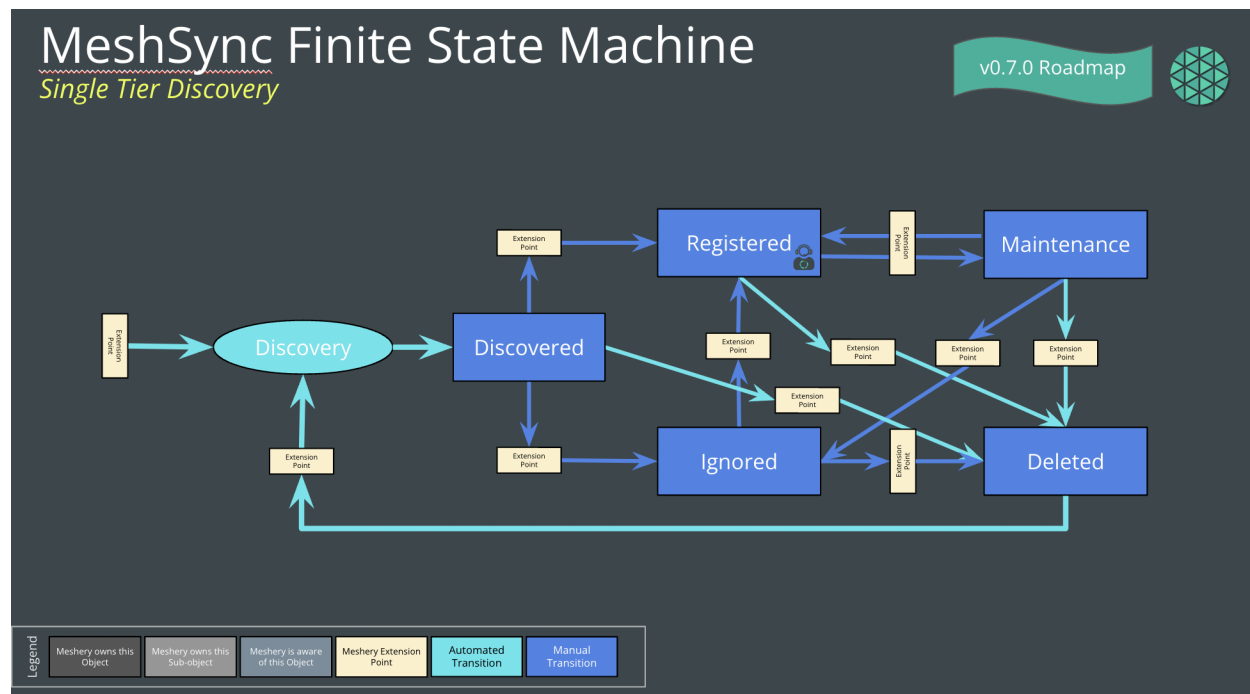 MeshSync Finite State Machine
Single Tier Discovery
v0.7.0 Roadmap
Extension
Point
Registered
Extension
Point
Maintenance
Extension
Point
Discovery
Discovered
Extension
Point
Extension
Point
Extension
Point
Extension
Point
Extension
Point
Extension
Point
Extension
Point
Ignored
Extension
Point
Deleted
Legend
Meshery owns this
Object
Meshery owns this
Sub-object
Meshery is aware
of this Object
Meshery Extension
Point
Automated
Transition
Manual
Transition